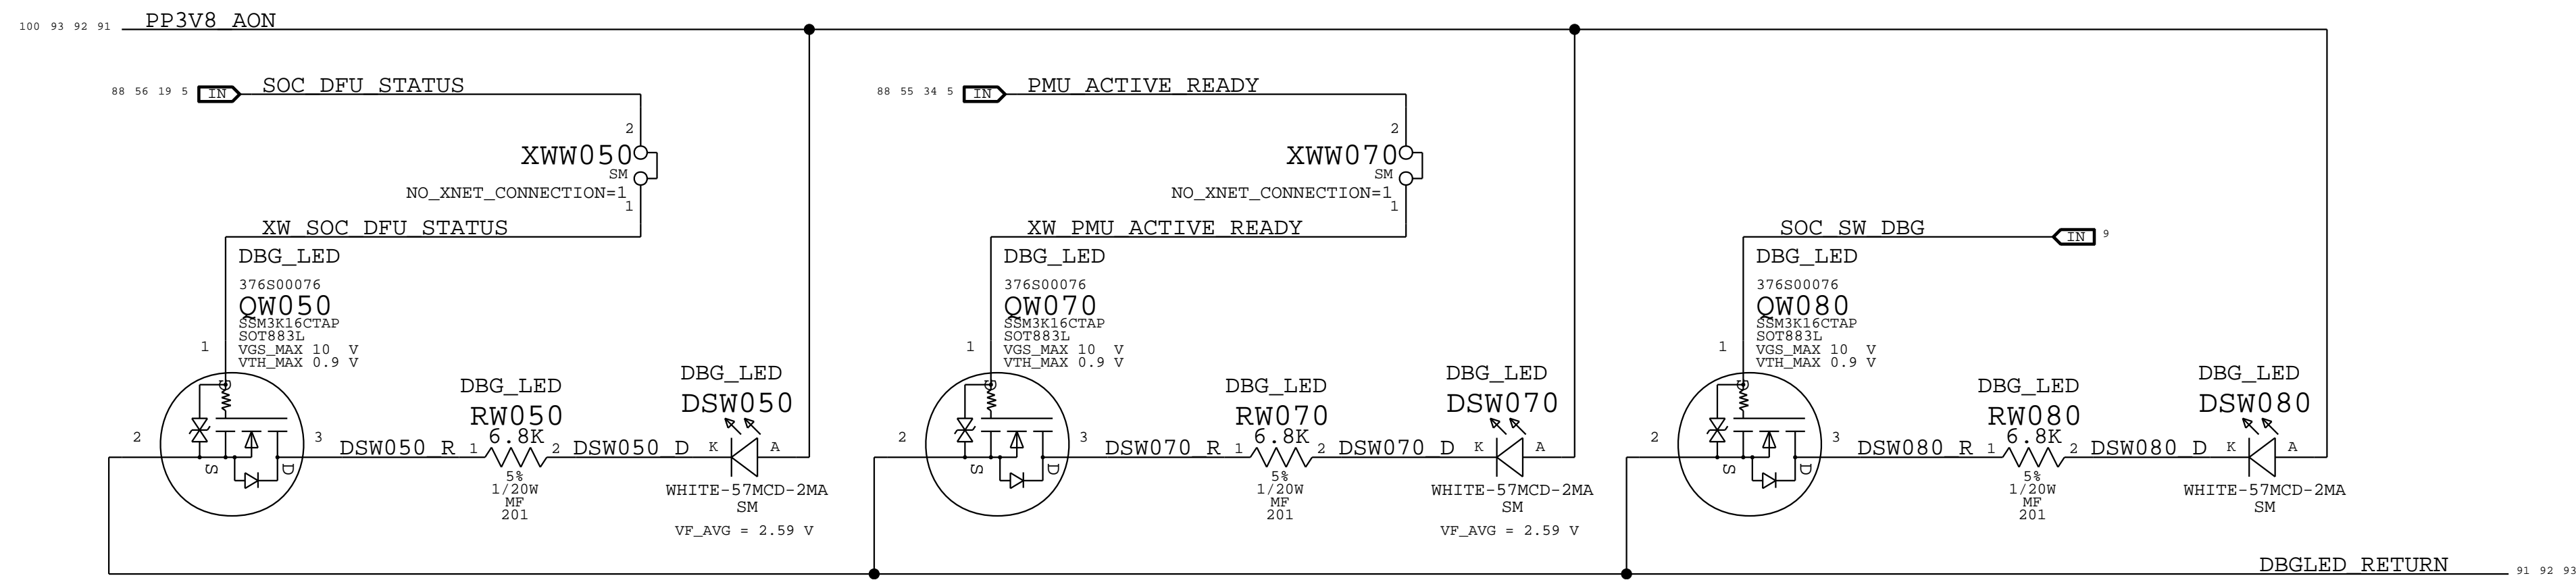 100 93 92 91 PP3V8_AON
88 56 19 5 IN SOC_DFU_STATUS
2
XWW050
SM
NO_XNET_CONNECTION=1
1
XW_SOC_DFU_STATUS
DBG_LED
376S00076
QW050
SSM3K16CTAP
SOT883L
VGS_MAX 10 V
VTH_MAX 0.9 V
1
G
2
S
D
3
DSW050_R
DBG_LED
RW050
6.8K
1
2
5%
1/20W
MF
201
DSW050_D
DBG_LED
DSW050
K
A
WHITE-57MCD-2MA
SM
VF_AVG = 2.59 V
88 55 34 5 IN PMU_ACTIVE_READY
2
XWW070
SM
NO_XNET_CONNECTION=1
1
XW_PMU_ACTIVE_READY
DBG_LED
376S00076
QW070
SSM3K16CTAP
SOT883L
VGS_MAX 10 V
VTH_MAX 0.9 V
1
G
2
S
D
3
DSW070_R
DBG_LED
RW070
6.8K
1
2
5%
1/20W
MF
201
DSW070_D
DBG_LED
DSW070
K
A
WHITE-57MCD-2MA
SM
VF_AVG = 2.59 V
SOC_SW_DBG IN 9
DBG_LED
376S00076
QW080
SSM3K16CTAP
SOT883L
VGS_MAX 10 V
VTH_MAX 0.9 V
1
G
2
S
D
3
DSW080_R
DBG_LED
RW080
6.8K
1
2
5%
1/20W
MF
201
DSW080_D
DBG_LED
DSW080
K
A
WHITE-57MCD-2MA
SM
DBGLED_RETURN 91 92 93